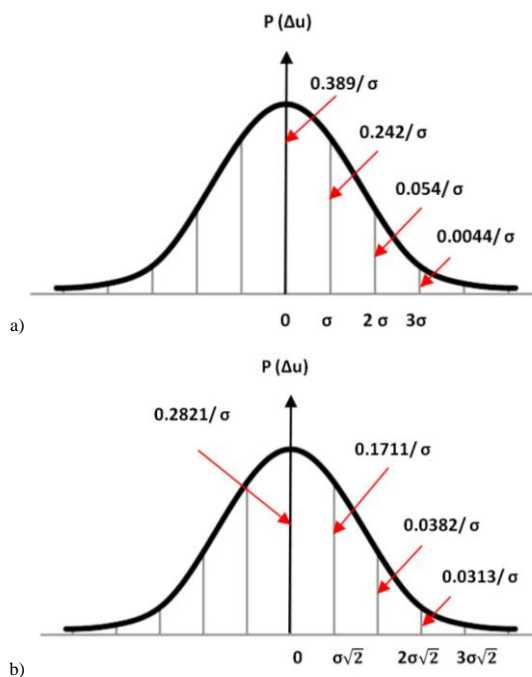 P (Δu)
0.389/ σ
0.242/ σ
0.054/ σ
0.0044/ σ
0 σ 2 σ 3σ
a)
P (Δu)
0.2821/ σ
0.1711/ σ
0.0382/ σ
0.0313/ σ
0 σ√2 2σ√2 3σ√2
b)